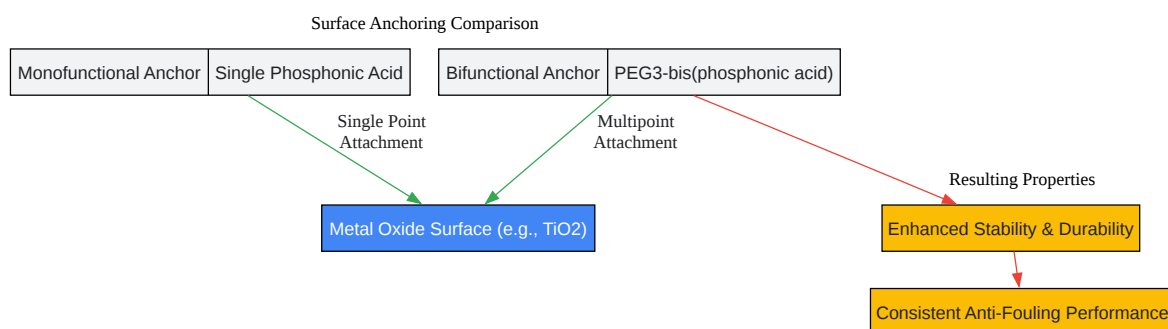 Surface Anchoring Comparison
Monofunctional Anchor
Single Phosphonic Acid
Bifunctional Anchor
PEG3-bis(phosphonic acid)
Single Point
Attachment
Multipoint
Attachment
Resulting Properties
Metal Oxide Surface (e.g., TiO2)
Enhanced Stability & Durability
Consistent Anti-Fouling Performance